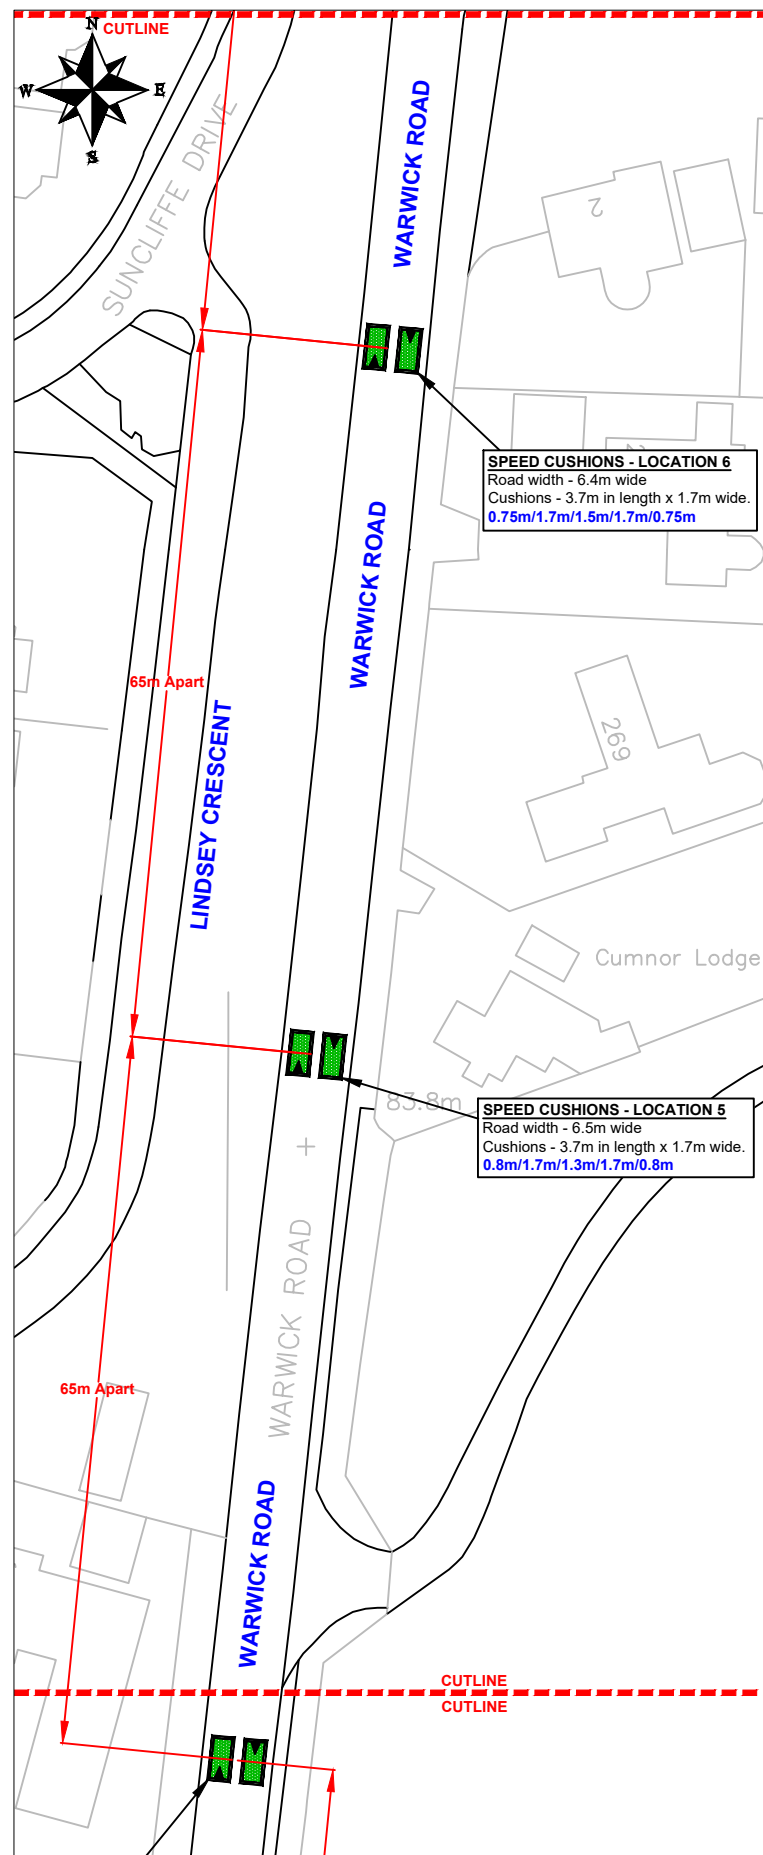 CUTLINE
N
W
E
S
SUNCLIFFE DRIVE
WARWICK ROAD
2
SPEED CUSHIONS - LOCATION 6
Road width - 6.4m wide
Cushions - 3.7m in length x 1.7m wide.
0.75m/1.7m/1.5m/1.7m/0.75m
WARWICK ROAD
65m Apart
LINDSEY CRESCENT
269
Cumnor Lodge
83.8m
SPEED CUSHIONS - LOCATION 5
Road width - 6.5m wide
Cushions - 3.7m in length x 1.7m wide.
0.8m/1.7m/1.3m/1.7m/0.8m
WARWICK ROAD
65m Apart
WARWICK ROAD
CUTLINE
CUTLINE